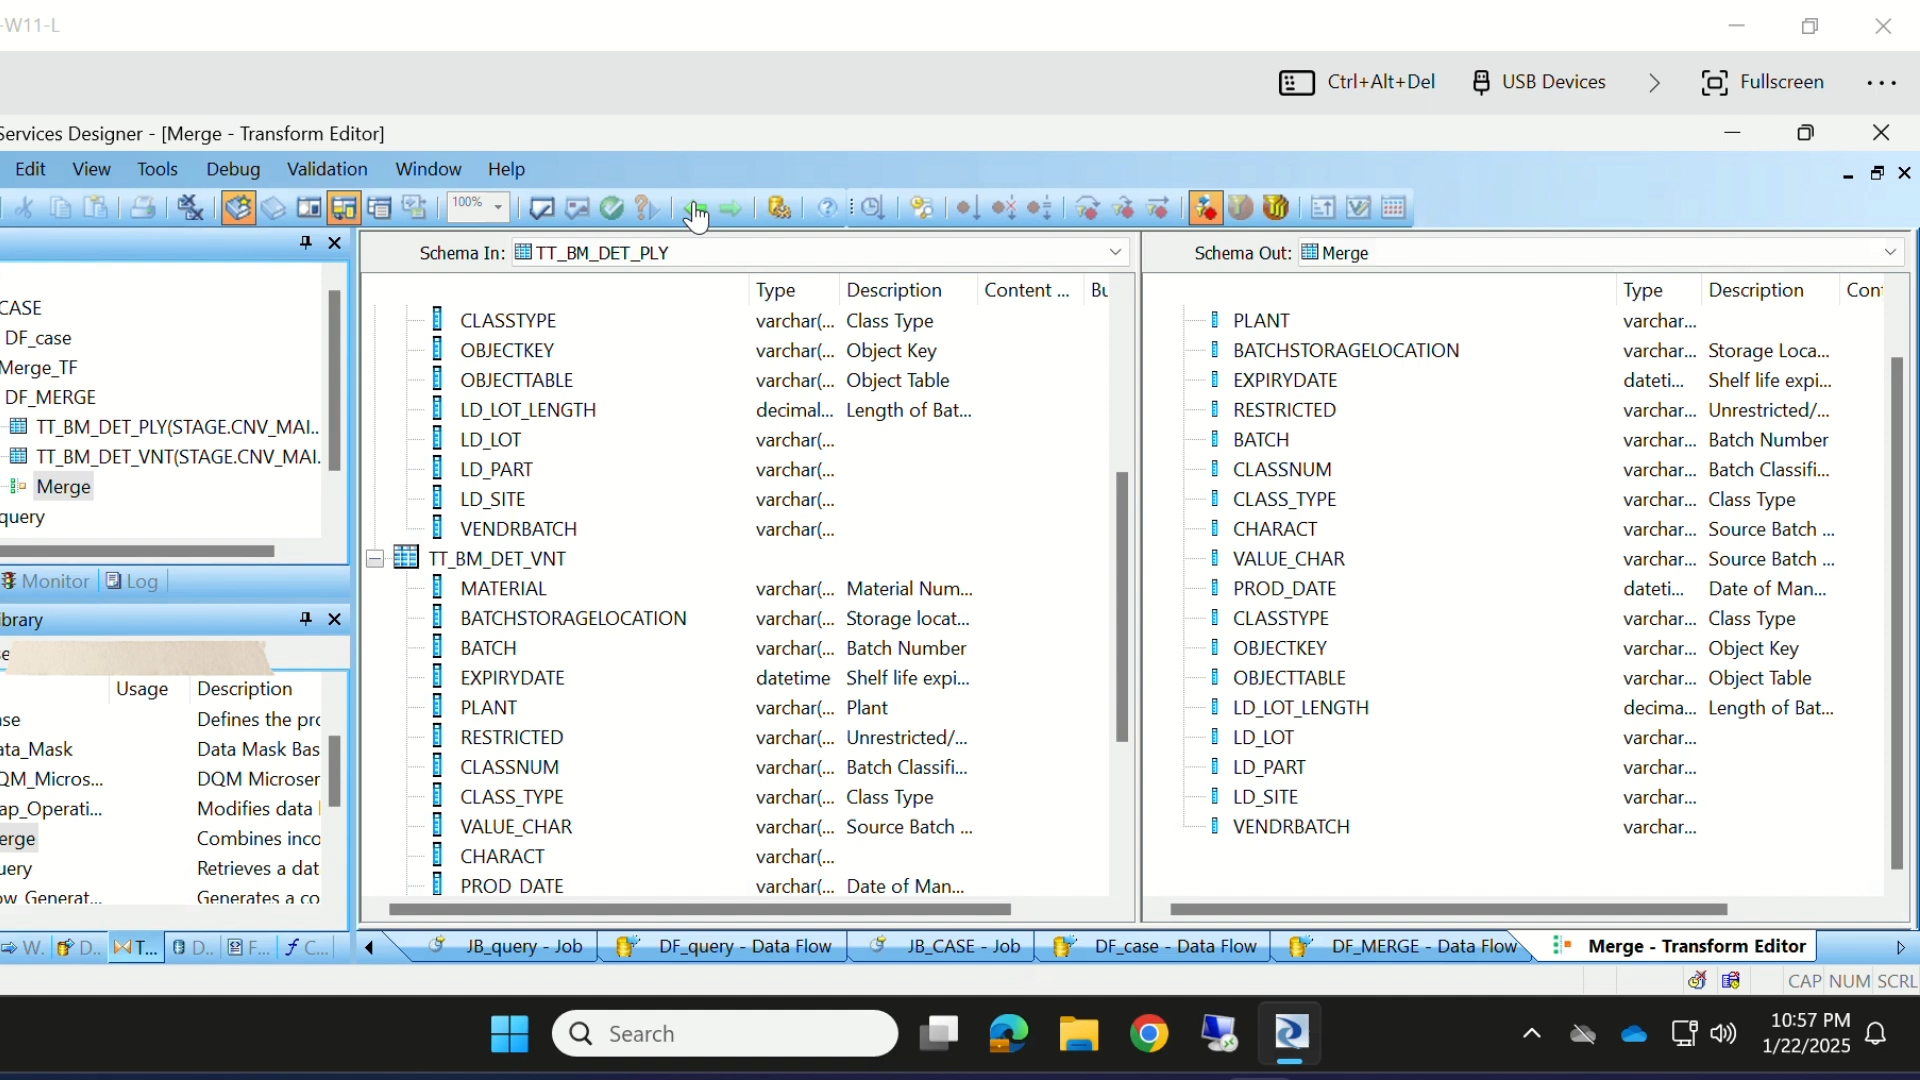 -W11-L
Ctrl+Alt+Del USB Devices Fullscreen
Services Designer - [Merge - Transform Editor]
Edit View Tools Debug Validation Window Help
100%
Schema In: TT_BM_DET_PLY
Type Description Content ... Bu
CLASSTYPE varchar(... Class Type
OBJECTKEY varchar(... Object Key
OBJECTTABLE varchar(... Object Table
LD_LOT_LENGTH decimal... Length of Bat...
LD_LOT varchar(...
LD_PART varchar(...
LD_SITE varchar(...
VENDRBATCH varchar(...
TT_BM_DET_VNT
MATERIAL varchar(... Material Num...
BATCHSTORAGELOCATION varchar(... Storage locat...
BATCH varchar(... Batch Number
EXPIRYDATE datetime Shelf life expi...
PLANT varchar(... Plant
RESTRICTED varchar(... Unrestricted/...
CLASSNUM varchar(... Batch Classifi...
CLASS_TYPE varchar(... Class Type
VALUE_CHAR varchar(... Source Batch ...
CHARACT varchar(...
PROD_DATE varchar(... Date of Man...
Schema Out: Merge
Type Description Cont
PLANT varchar...
BATCHSTORAGELOCATION varchar... Storage Loca...
EXPIRYDATE dateti... Shelf life expi...
RESTRICTED varchar... Unrestricted/...
BATCH varchar... Batch Number
CLASSNUM varchar... Batch Classifi...
CLASS_TYPE varchar... Class Type
CHARACT varchar... Source Batch ...
VALUE_CHAR varchar... Source Batch ...
PROD_DATE dateti... Date of Man...
CLASSTYPE varchar... Class Type
OBJECTKEY varchar... Object Key
OBJECTTABLE varchar... Object Table
LD_LOT_LENGTH decima... Length of Bat...
LD_LOT varchar...
LD_PART varchar...
LD_SITE varchar...
VENDRBATCH varchar...
CASE
DF_case
Merge_TF
DF_MERGE
TT_BM_DET_PLY(STAGE.CNV_MAI...
TT_BM_DET_VNT(STAGE.CNV_MAI.
Merge
query
Monitor Log
ibrary
Usage Description
se Defines the pro
ata_Mask Data Mask Bas
QM_Micros... DQM Microser
ap_Operati... Modifies data
erge Combines inco
uery Retrieves a dat
ow_Generat... Generates a co
W. D.. T... D.. F... C...
JB_query - Job DF_query - Data Flow JB_CASE - Job DF_case - Data Flow DF_MERGE - Data Flow Merge - Transform Editor
CAP NUM SCRL
Search
10:57 PM
1/22/2025